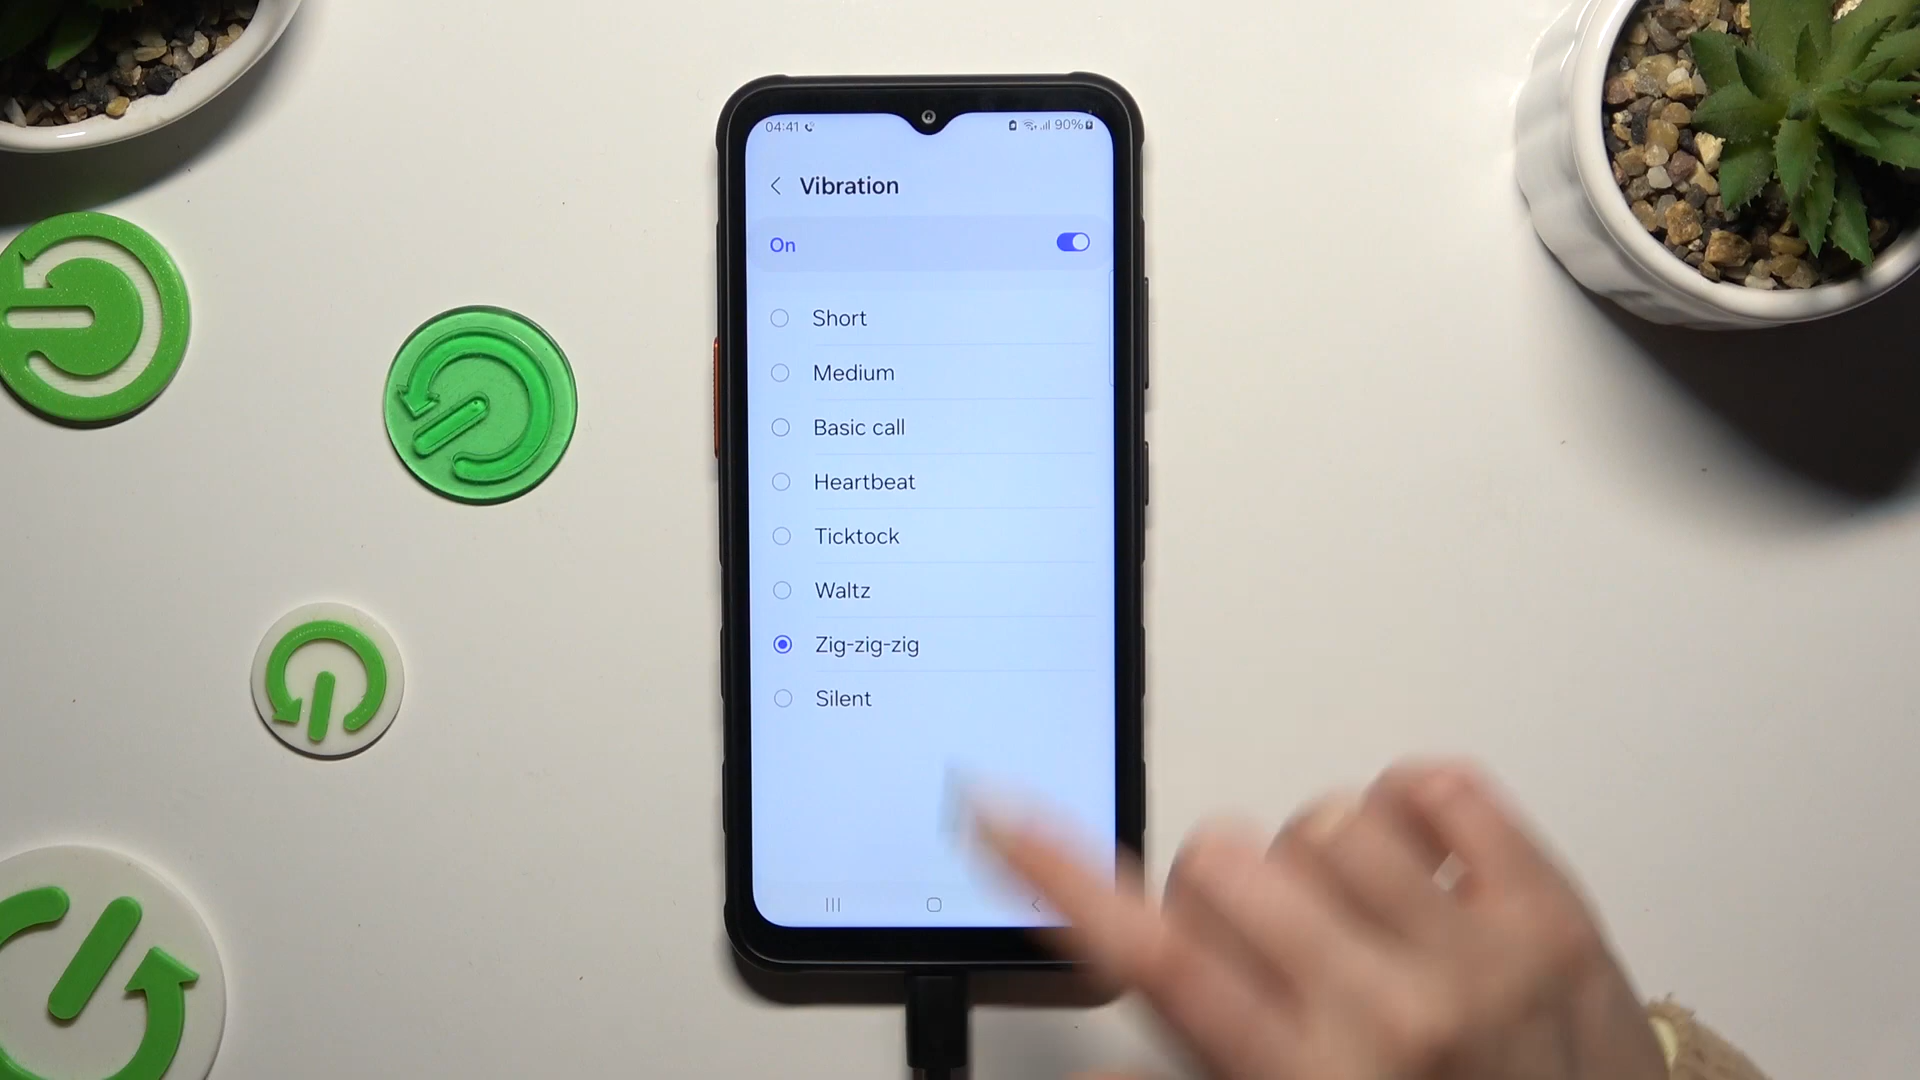 04:41 90%
Vibration
On
Short
Medium
Basic call
Heartbeat
Ticktock
Waltz
Zig-zig-zig
Silent